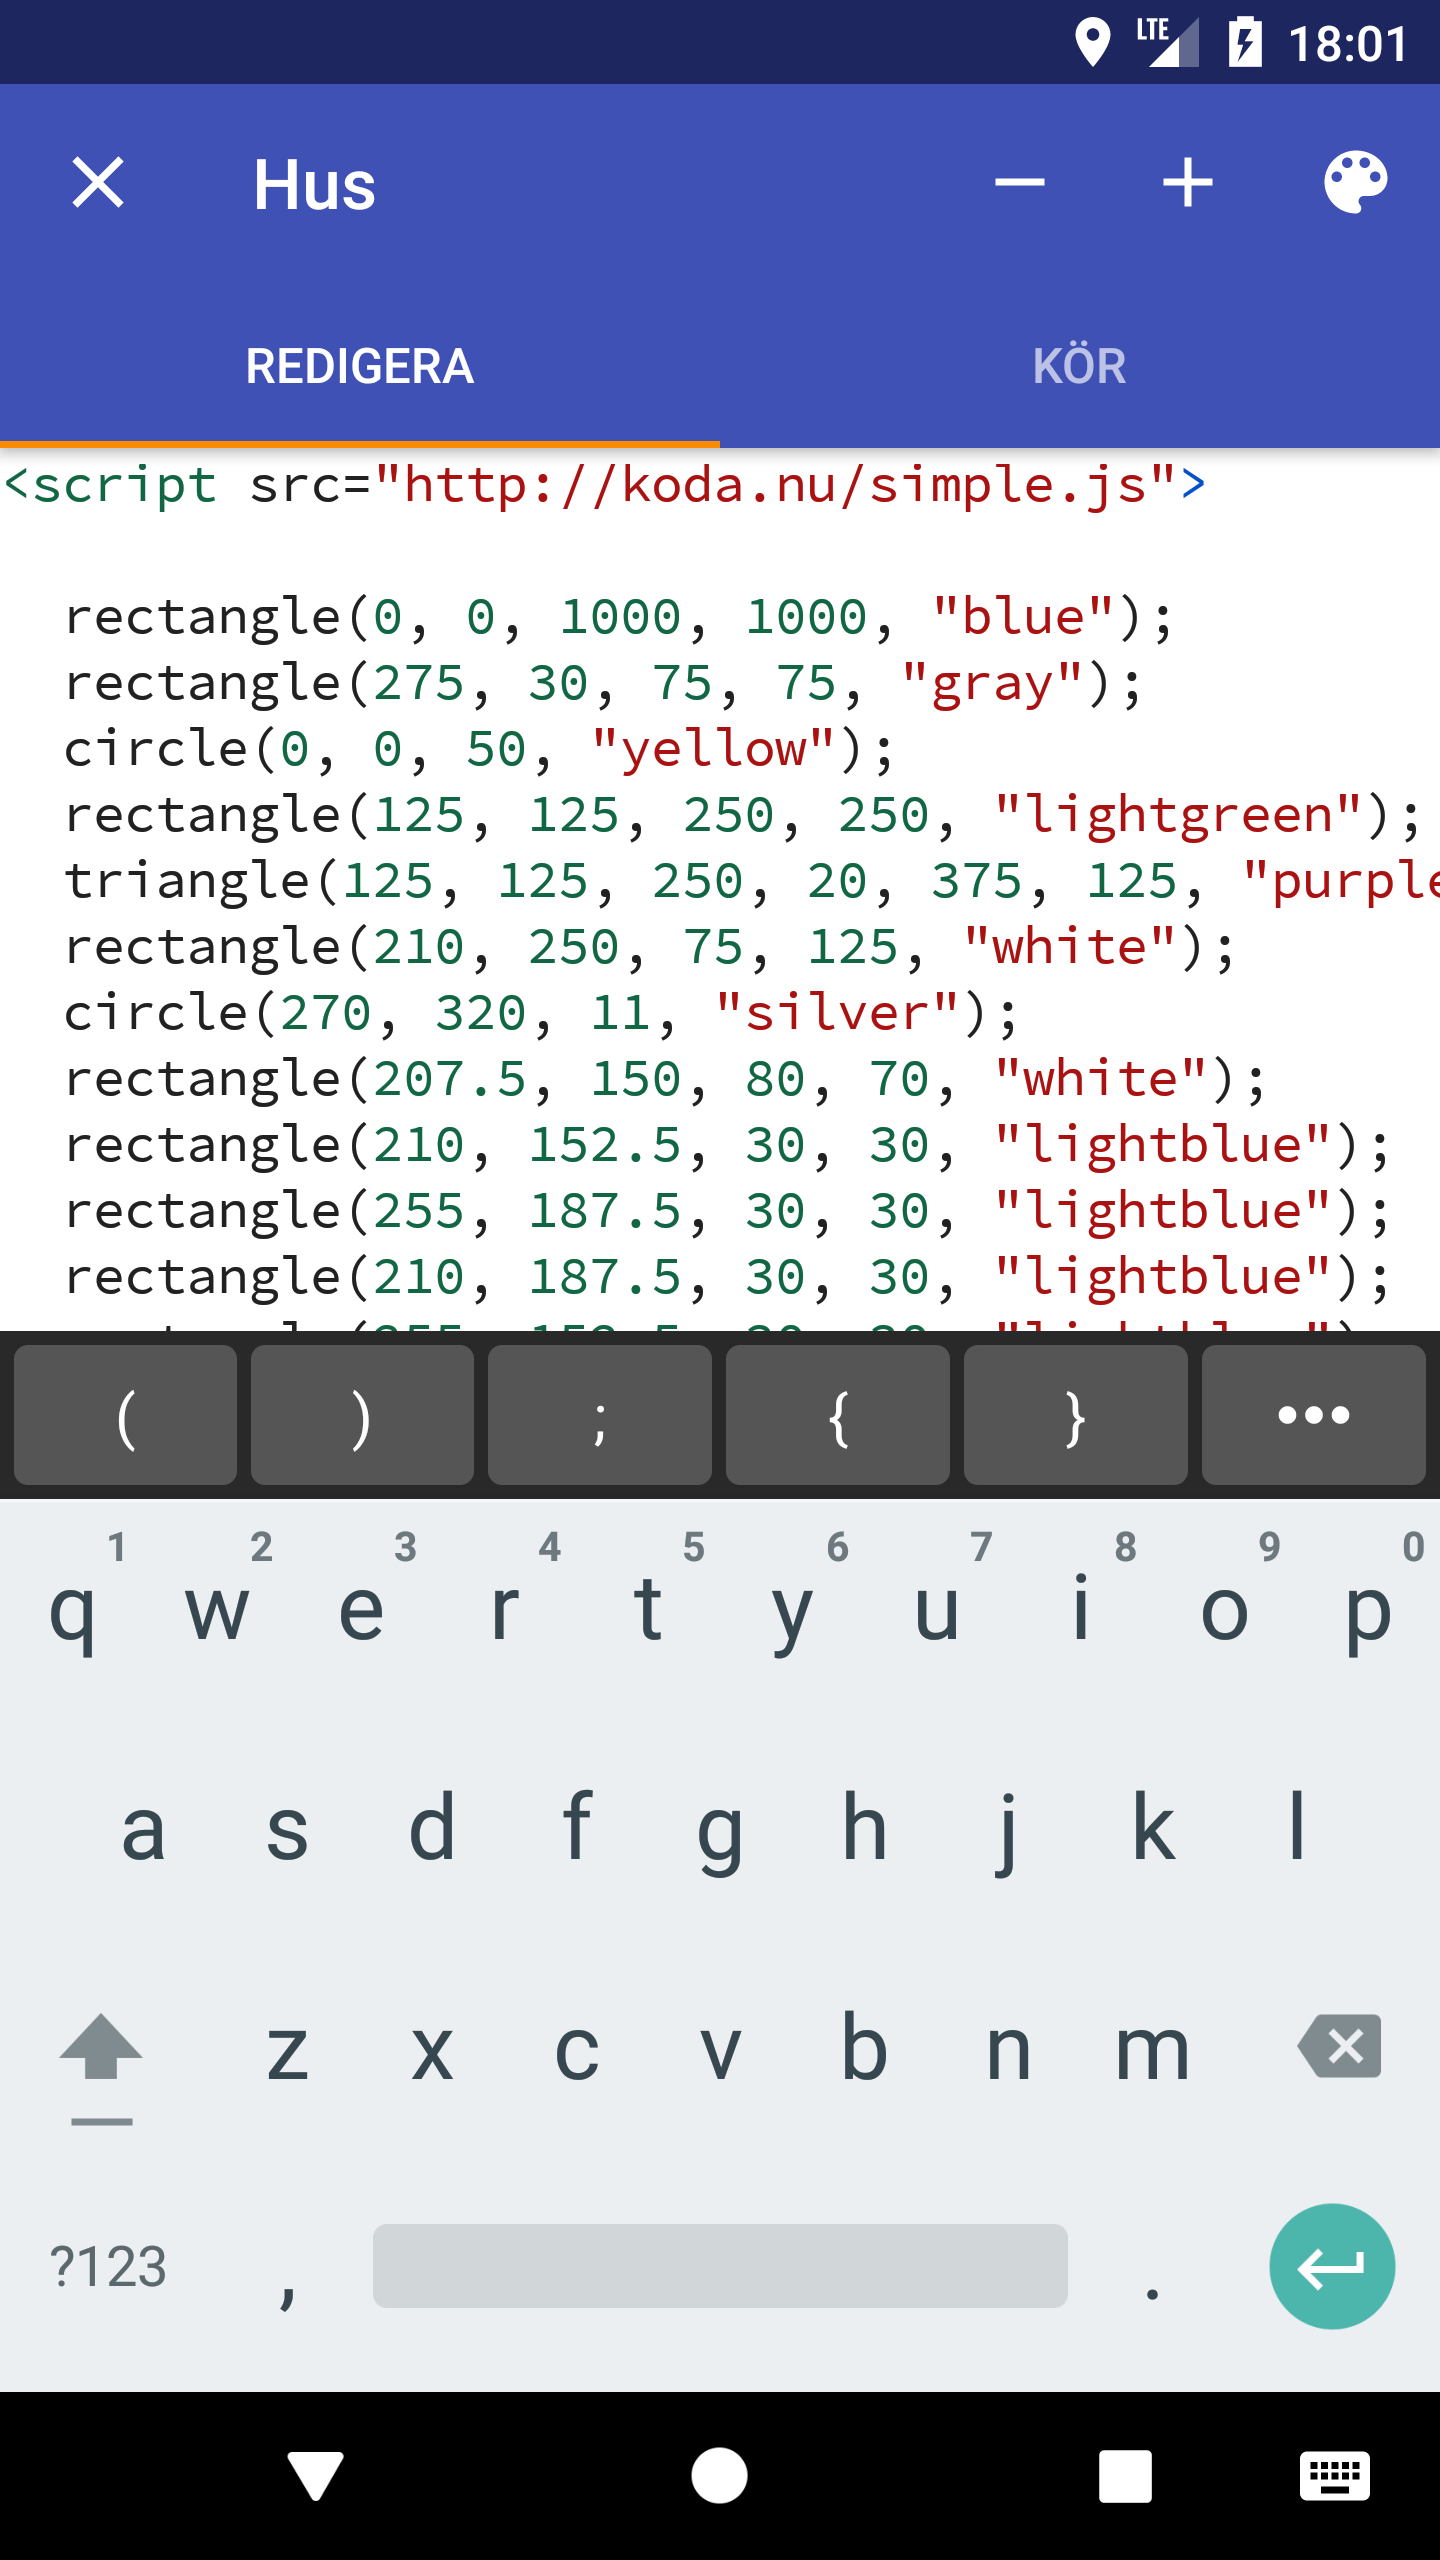 LTE 18:01
Hus
REDIGERA KÖR
<script src="http://koda.nu/simple.js">
rectangle(0, 0, 1000, 1000, "blue");
rectangle(275, 30, 75, 75, "gray");
circle(0, 0, 50, "yellow");
rectangle(125, 125, 250, 250, "lightgreen");
triangle(125, 125, 250, 20, 375, 125, "purple
rectangle(210, 250, 75, 125, "white");
circle(270, 320, 11, "silver");
rectangle(207.5, 150, 80, 70, "white");
rectangle(210, 152.5, 30, 30, "lightblue");
rectangle(255, 187.5, 30, 30, "lightblue");
rectangle(210, 187.5, 30, 30, "lightblue");
( ) ; { } •••
1 2 3 4 5 6 7 8 9 0
q w e r t y u i o p
a s d f g h j k l
z x c v b n m
?123 , .